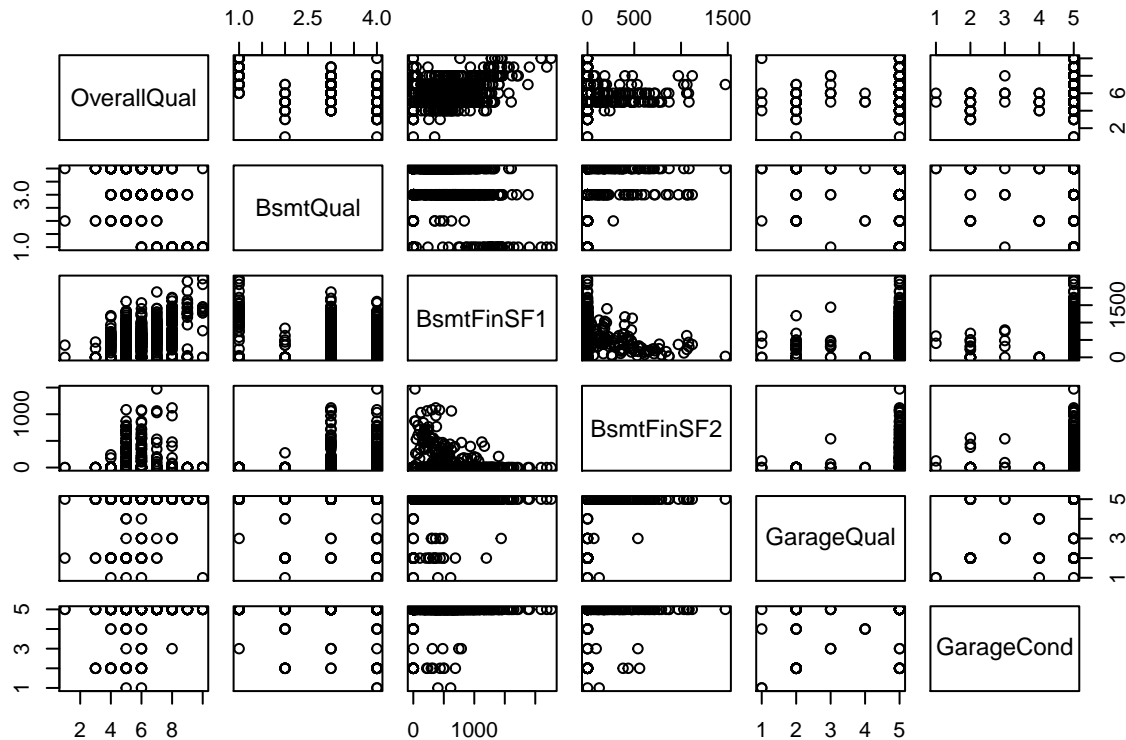 1.0 2.5 4.0 0 500 1500 1 2 3 4 5
OverallQual 2 6
1.0 3.0 BsmtQual
BsmtFinSF1 0 1500
0 1000 BsmtFinSF2
GarageQual 1 3 5
1 3 5 GarageCond
2 4 6 8 0 1000 1 2 3 4 5